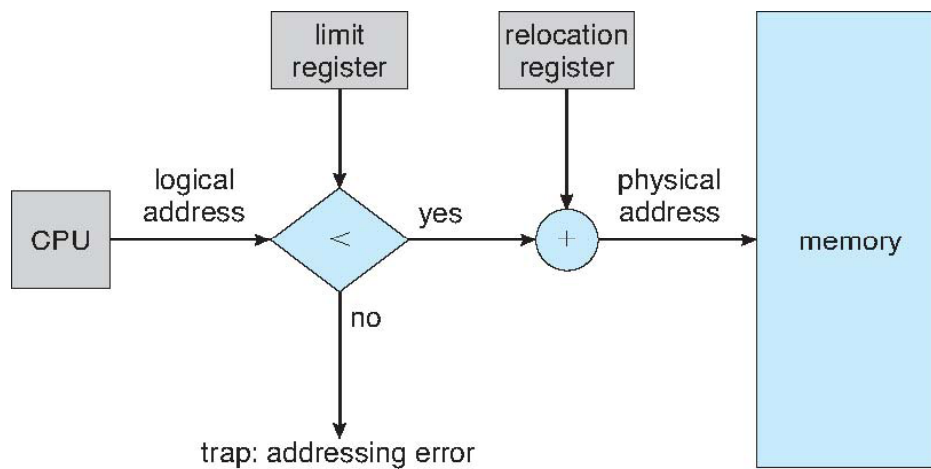 limit
register
relocation
register
CPU
logical
address
<
yes
+
physical
address
memory
no
trap: addressing error